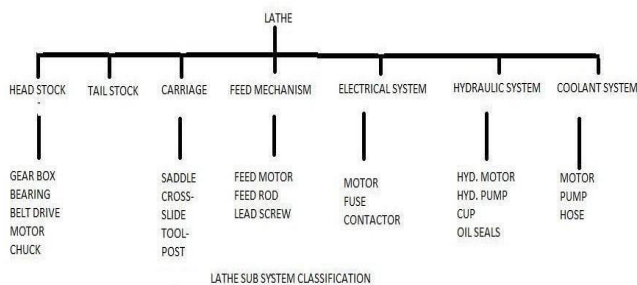 LATHE
HEAD STOCK
-
TAIL STOCK
CARRIAGE
FEED MECHANISM
ELECTRICAL SYSTEM
HYDRAULIC SYSTEM
COOLANT SYSTEM
GEAR BOX
BEARING
BELT DRIVE
MOTOR
CHUCK
SADDLE
CROSS-
SLIDE
TOOL-
POST
FEED MOTOR
FEED ROD
LEAD SCREW
MOTOR
FUSE
CONTACTOR
HYD. MOTOR
HYD. PUMP
CUP
OIL SEALS
MOTOR
PUMP
HOSE
LATHE SUB SYSTEM CLASSIFICATION